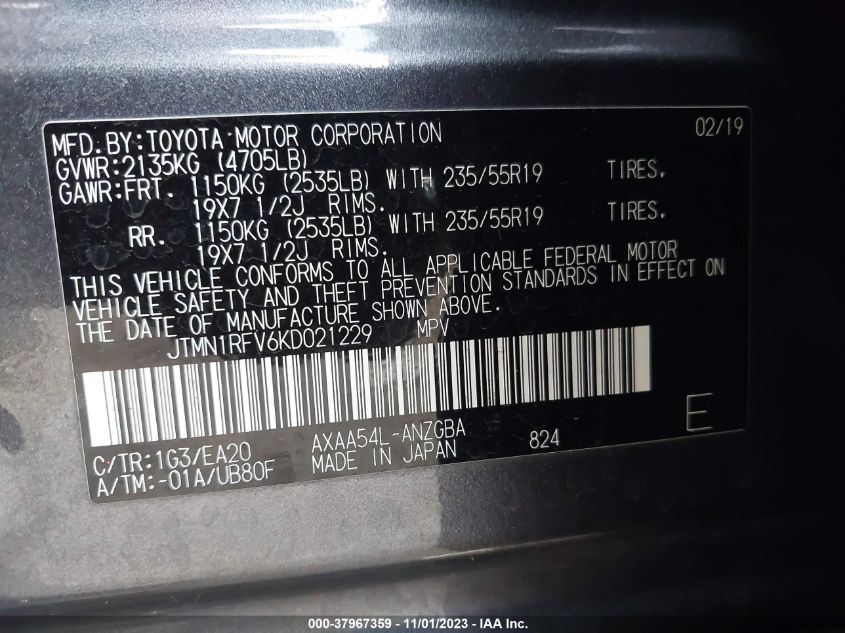 MFD.BY:TOYOTA MOTOR CORPORATION 02/19
GVWR:2135KG (4705LB)
GAWR:FRT. 1150KG (2535LB) WITH 235/55R19 TIRES.
19X7 1/2J RIMS.
RR. 1150KG (2535LB) WITH 235/55R19 TIRES.
19X7 1/2J RIMS.
THIS VEHICLE CONFORMS TO ALL APPLICABLE FEDERAL MOTOR
VEHICLE SAFETY AND THEFT PREVENTION STANDARDS IN EFFECT ON
THE DATE OF MANUFACTURE SHOWN ABOVE.
JTMN1RFV6KD021229 MPV
C/TR:1G3/EA20 AXAA54L-ANZGBA 824 E
A/TM:-01A/UB80F MADE IN JAPAN
000-37967359 - 11/01/2023 - IAA Inc.